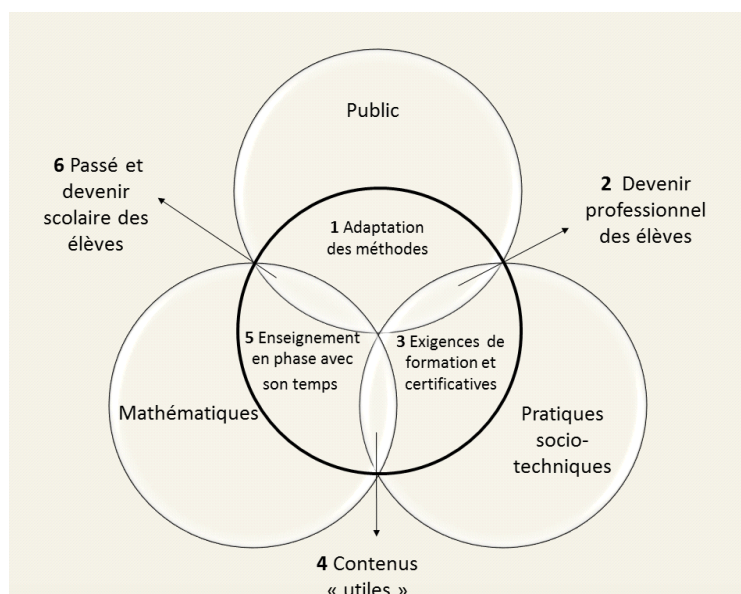 Public
6 Passé et
devenir
scolaire des
élèves
2 Devenir
professionnel
des élèves
1 Adaptation
des méthodes
5 Enseignement
en phase avec
son temps
3 Exigences de
formation et
certificatives
Mathématiques
Pratiques
socio-
techniques
4 Contenus
« utiles »